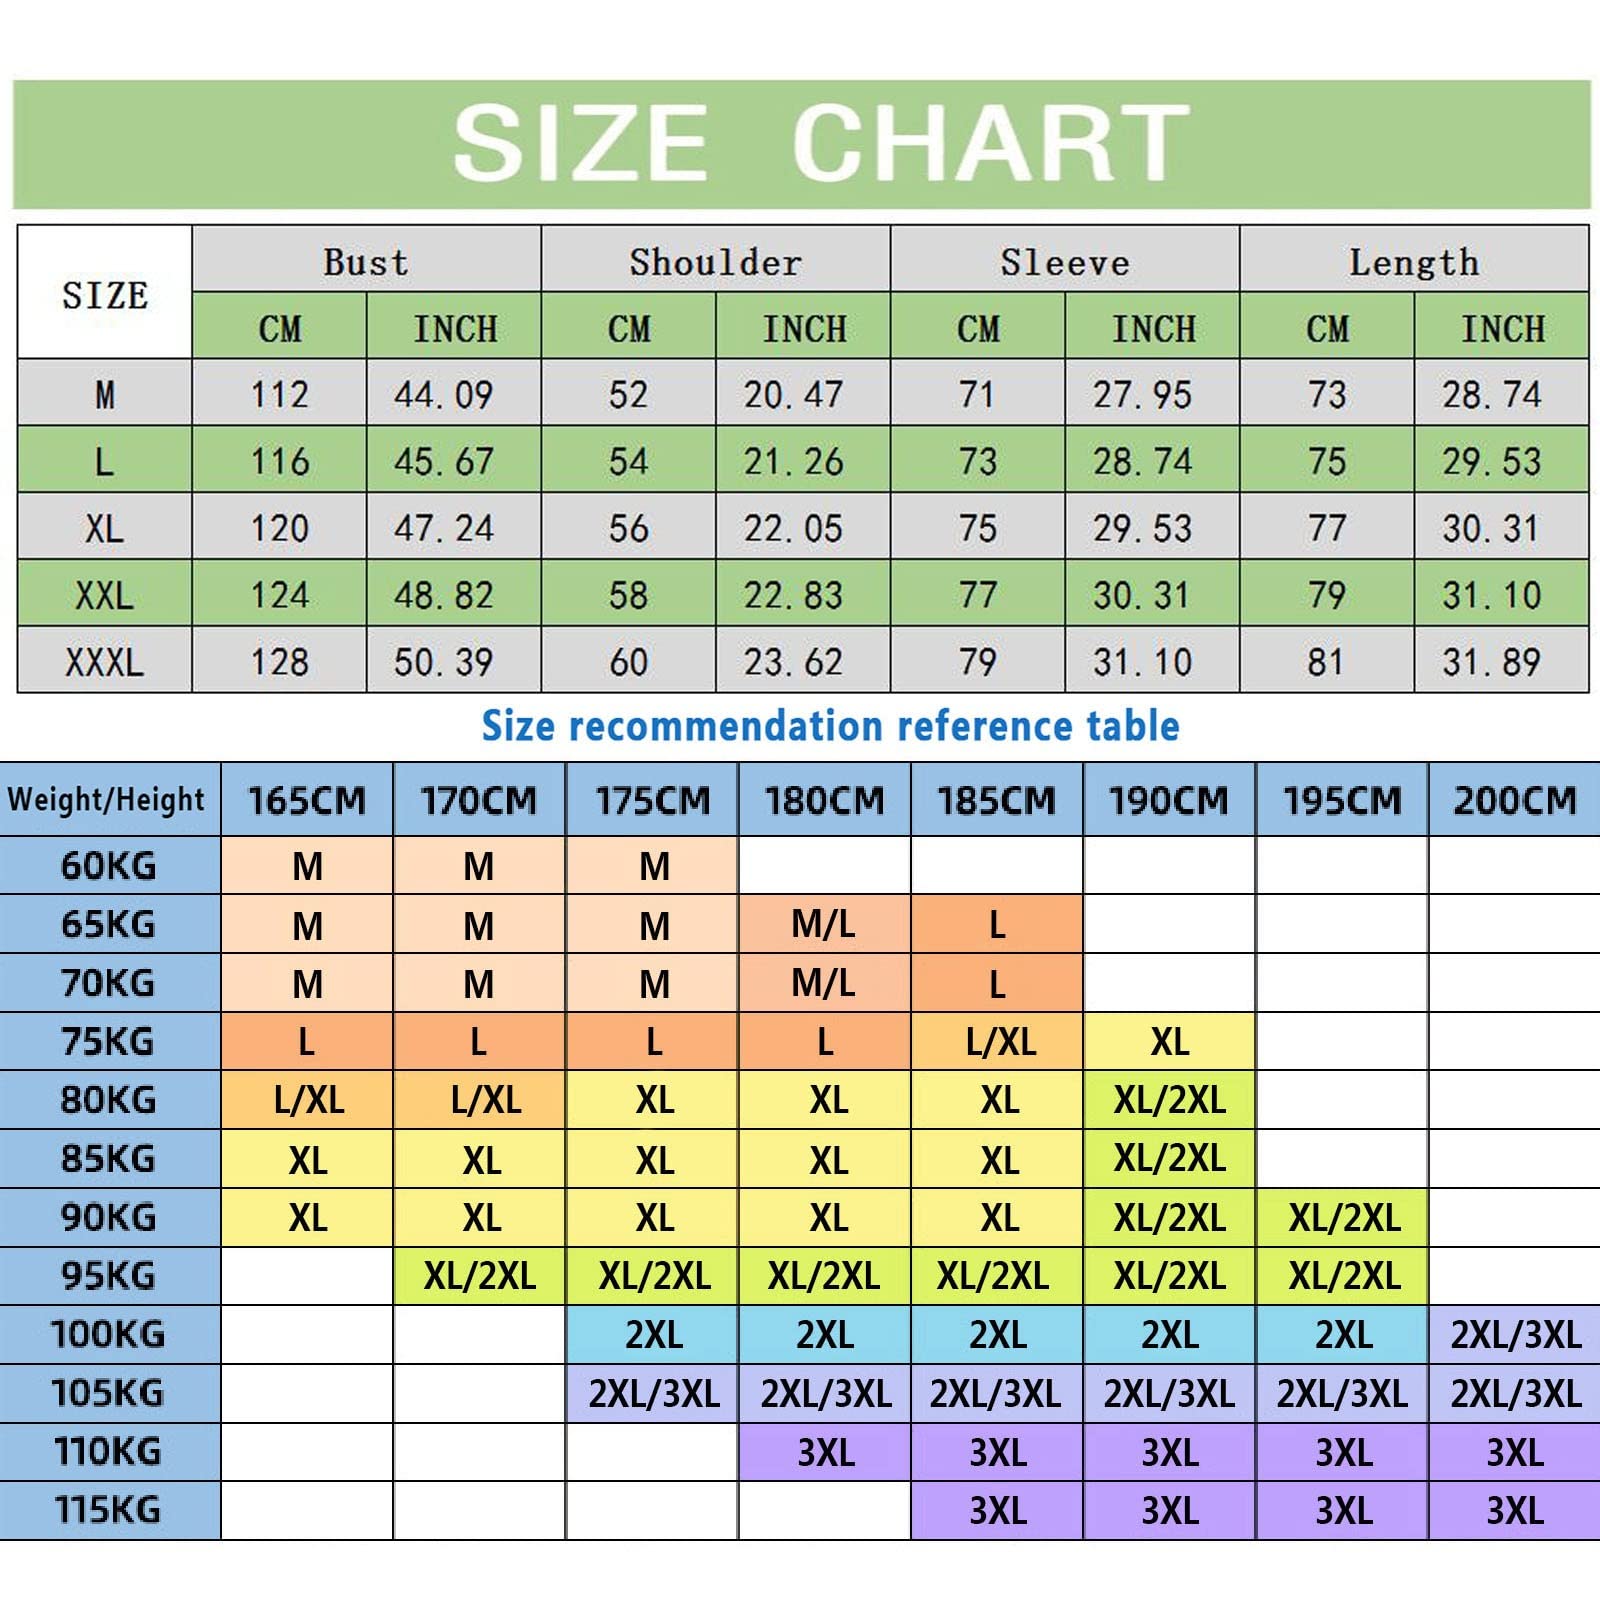 SIZE CHART
SIZE Bust Shoulder Sleeve Length
CM INCH CM INCH CM INCH CM INCH
M 112 44.09 52 20.47 71 27.95 73 28.74
L 116 45.67 54 21.26 73 28.74 75 29.53
XL 120 47.24 56 22.05 75 29.53 77 30.31
XXL 124 48.82 58 22.83 77 30.31 79 31.10
XXXL 128 50.39 60 23.62 79 31.10 81 31.89
Size recommendation reference table
Weight/Height 165CM 170CM 175CM 180CM 185CM 190CM 195CM 200CM
60KG M M M
65KG M M M M/L L
70KG M M M M/L L
75KG L L L L L/XL XL
80KG L/XL L/XL XL XL XL XL/2XL
85KG XL XL XL XL XL XL/2XL
90KG XL XL XL XL XL XL/2XL XL/2XL
95KG XL/2XL XL/2XL XL/2XL XL/2XL XL/2XL XL/2XL
100KG 2XL 2XL 2XL 2XL 2XL 2XL/3XL
105KG 2XL/3XL 2XL/3XL 2XL/3XL 2XL/3XL 2XL/3XL 2XL/3XL
110KG 3XL 3XL 3XL 3XL 3XL
115KG 3XL 3XL 3XL 3XL